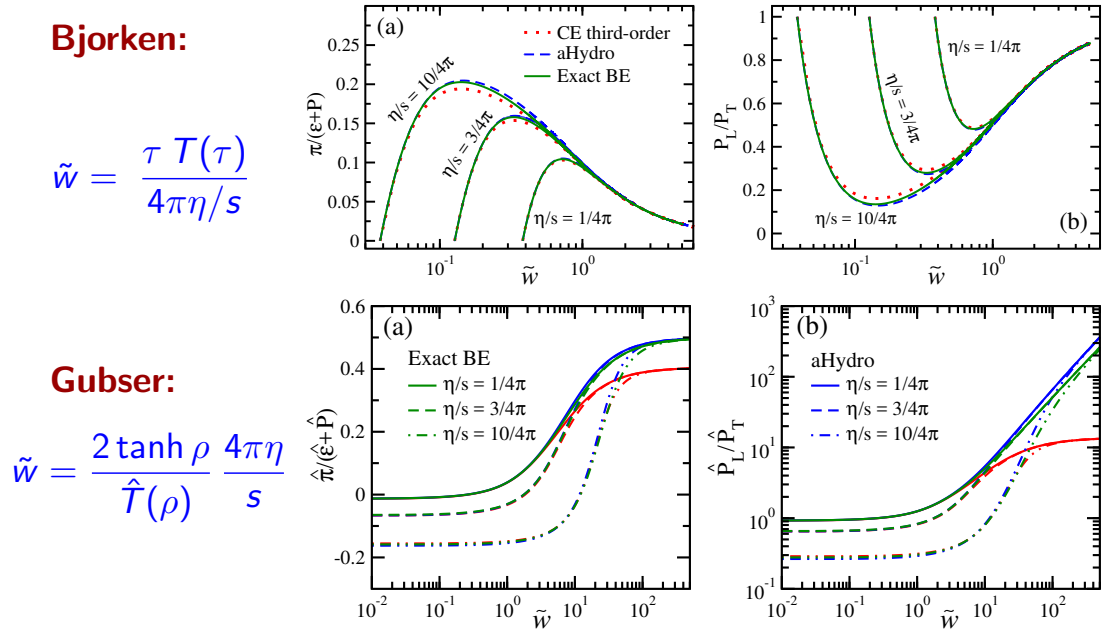 Bjorken:
w̃ = τ T(τ) / 4πη/s
(a)
CE third-order
aHydro
Exact BE
η/s = 10/4π
η/s = 3/4π
η/s = 1/4π
π/(ε+P)
0.25
0.2
0.15
0.1
0.05
0
10⁻¹
10⁰
w̃
P_L/P_T
1
0.8
0.6
0.4
0.2
0
η/s = 1/4π
η/s = 3/4π
η/s = 10/4π
(b)
10⁻¹
10⁰
w̃
Gubser:
w̃ = 2 tanh ρ / T̂(ρ) 4πη / s
(a)
Exact BE
η/s = 1/4π
η/s = 3/4π
η/s = 10/4π
π̂/(ε̂+P̂)
0.6
0.4
0.2
0
-0.2
10⁻²
10⁻¹
10⁰
10¹
10²
w̃
(b)
aHydro
η/s = 1/4π
η/s = 3/4π
η/s = 10/4π
P̂_L/P̂_T
10³
10²
10¹
10⁰
10⁻¹
10⁻²
10⁻¹
10⁰
10¹
10²
w̃